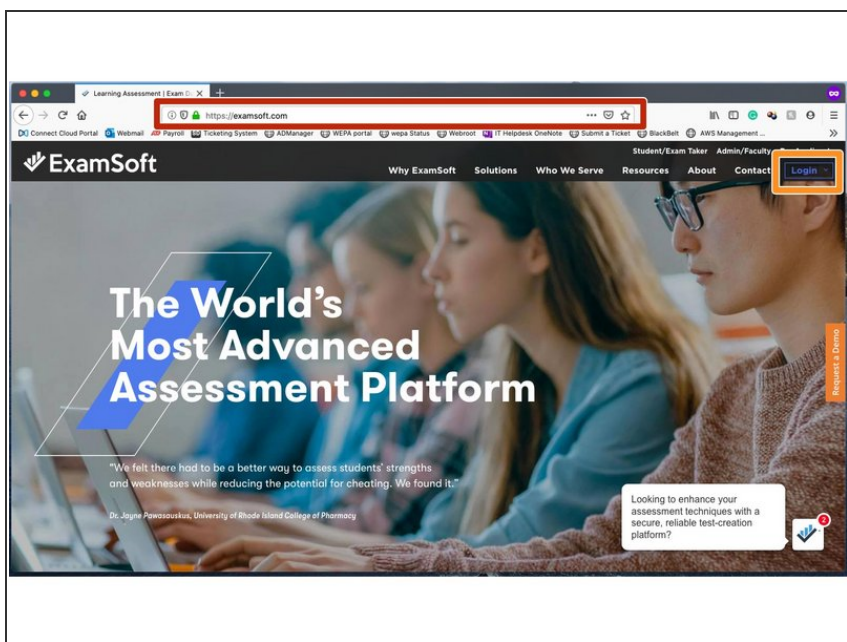 Learning Assessment | Exam D
https://examsoft.com
Connect Cloud Portal Webmail Payroll Ticketing System ADManager WEPA portal wepa Status Webroot IT Helpdesk OneNote Submit a Ticket BlackBelt AWS Management ...
Student/Exam Taker Admin/Faculty
ExamSoft
Why ExamSoft Solutions Who We Serve Resources About Contact Login
The World's
Most Advanced
Assessment Platform
Request a Demo
"We felt there had to be a better way to assess students' strengths
and weaknesses while reducing the potential for cheating. We found it."
Dr. Jayne Pawasauskus, University of Rhode Island College of Pharmacy
Looking to enhance your
assessment techniques with a
secure, reliable test-creation
platform?
2